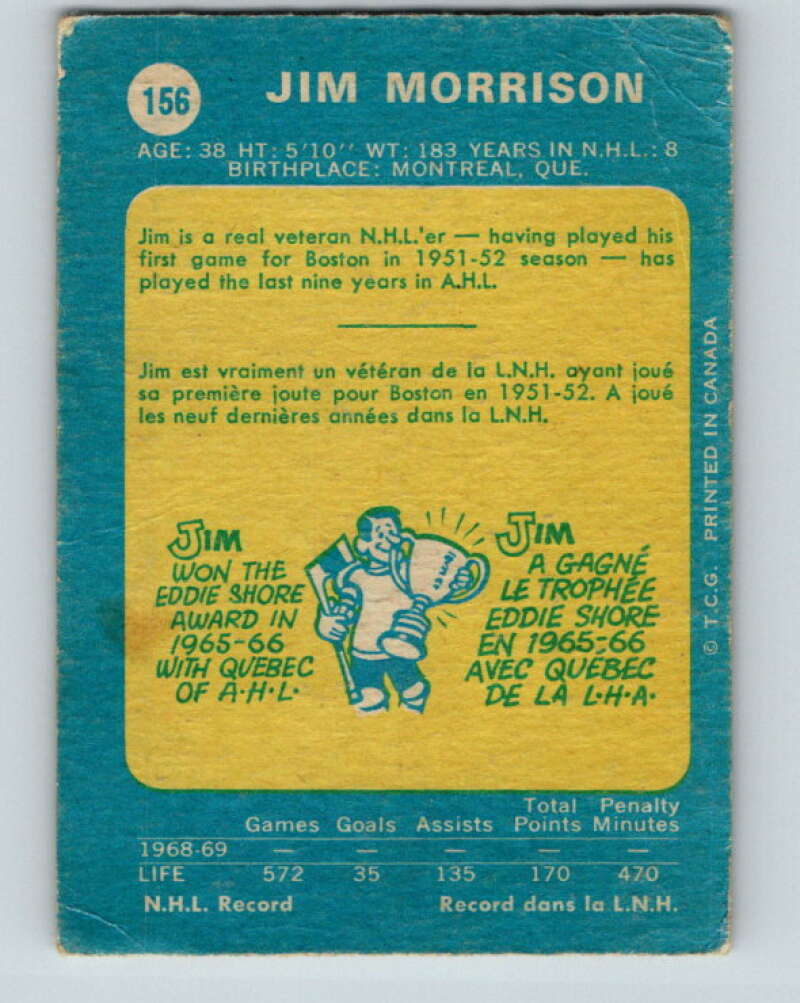 156
JIM MORRISON
AGE: 38 HT: 5'10'' WT: 183 YEARS IN N.H.L.: 8
BIRTHPLACE: MONTREAL, QUE.
Jim is a real veteran N.H.L.'er — having played his
first game for Boston in 1951-52 season — has
played the last nine years in A.H.L.
Jim est vraiment un vétéran de la L.N.H. ayant joué
sa première joute pour Boston en 1951-52. A joué
les neuf dernières années dans la L.N.H.
JIM
WON THE
EDDIE SHORE
AWARD IN
1965-66
WITH QUEBEC
OF A·H·L·
JIM
A GAGNÉ
LE TROPHÉE
EDDIE SHORE
EN 1965-66
AVEC QUÉBEC
DE LA L·H·A·
© T.C.G. PRINTED IN CANADA
Games Goals Assists Total Points Penalty Minutes
1968-69 — — — — —
LIFE 572 35 135 170 470
N.H.L. Record Record dans la L.N.H.